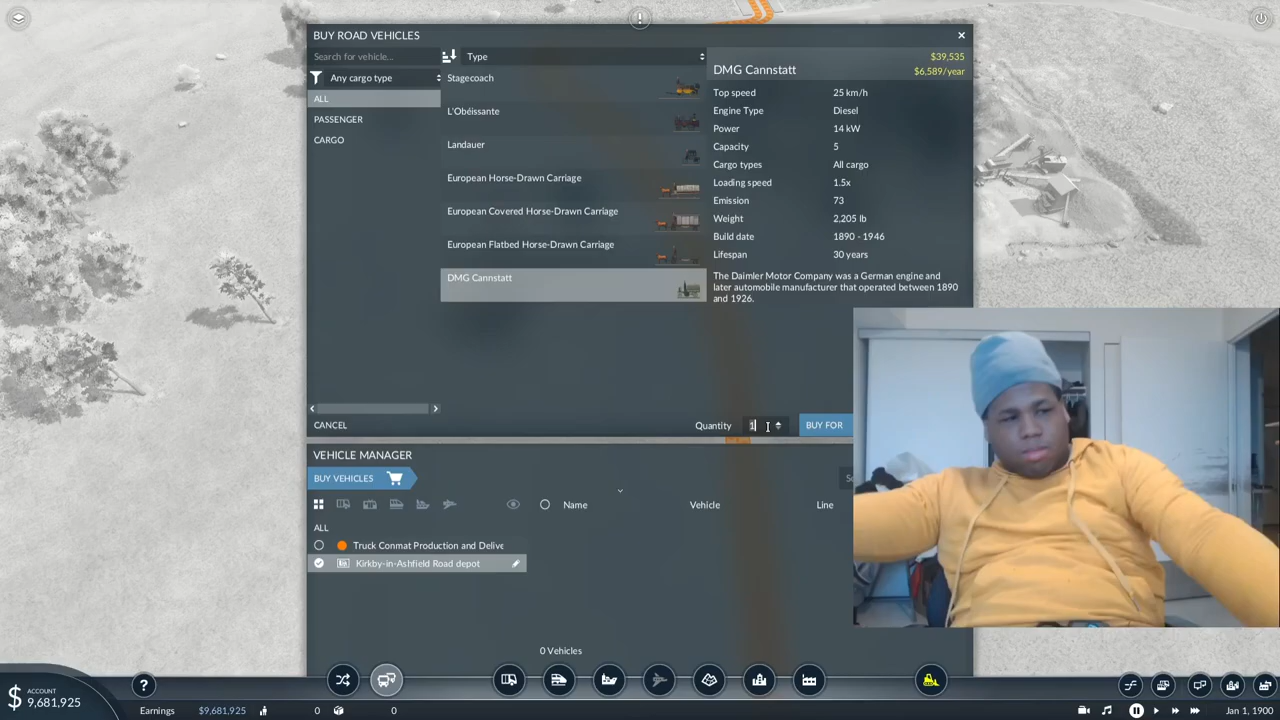 BUY ROAD VEHICLES
Search for vehicle...
Type
Any cargo type
ALL
PASSENGER
CARGO
Stagecoach
L'Obéissante
Landauer
European Horse-Drawn Carriage
European Covered Horse-Drawn Carriage
European Flatbed Horse-Drawn Carriage
DMG Cannstatt
$39,535
DMG Cannstatt
$6,589/year
Top speed 25 km/h
Engine Type Diesel
Power 14 kW
Capacity 5
Cargo types All cargo
Loading speed 1.5x
Emission 73
Weight 2,205 lb
Build date 1890 - 1946
Lifespan 30 years
The Daimler Motor Company was a German engine and
later automobile manufacturer that operated between 1890
and 1926.
CANCEL
Quantity 1
BUY FOR
VEHICLE MANAGER
BUY VEHICLES
Name Vehicle Line
ALL
Truck Conmat Production and Delive
Kirkby-in-Ashfield Road depot
0 Vehicles
$ ACCOUNT
9,681,925
?
Earnings $9,681,925 0 0
Jan 1, 1900